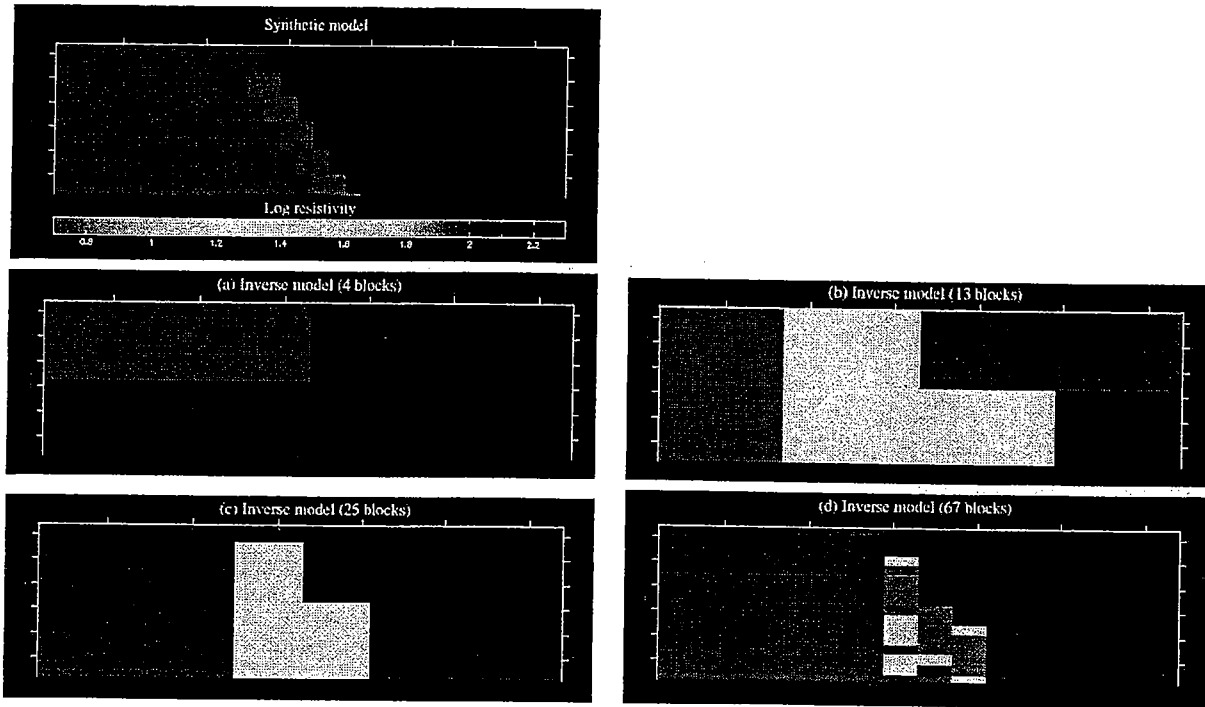 Synthetic model
Log resistivity
0.8 1 1.2 1.4 1.6 1.8 2 2.2
(a) Inverse model (4 blocks)
(b) Inverse model (13 blocks)
(c) Inverse model (25 blocks)
(d) Inverse model (67 blocks)